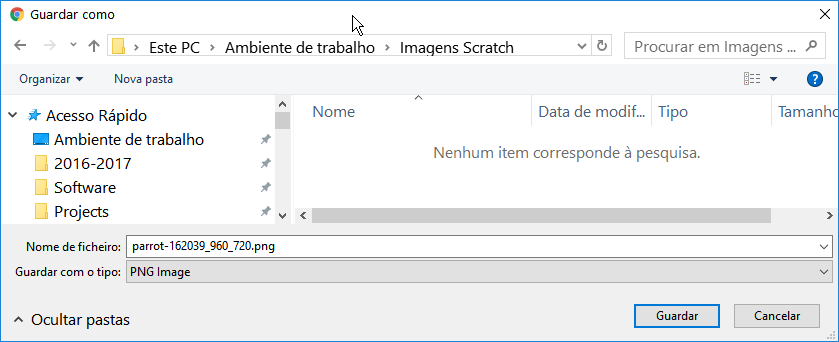 Guardar como
Este PC > Ambiente de trabalho > Imagens Scratch
Procurar em Imagens ...
Organizar
Nova pasta
?
Acesso Rápido
Ambiente de trabalho
2016-2017
Software
Projects
Nome
Data de modif...
Tipo
Tamanho
Nenhum item corresponde à pesquisa.
Nome de ficheiro: parrot-162039_960_720.png
Guardar com o tipo: PNG Image
Ocultar pastas
Guardar
Cancelar